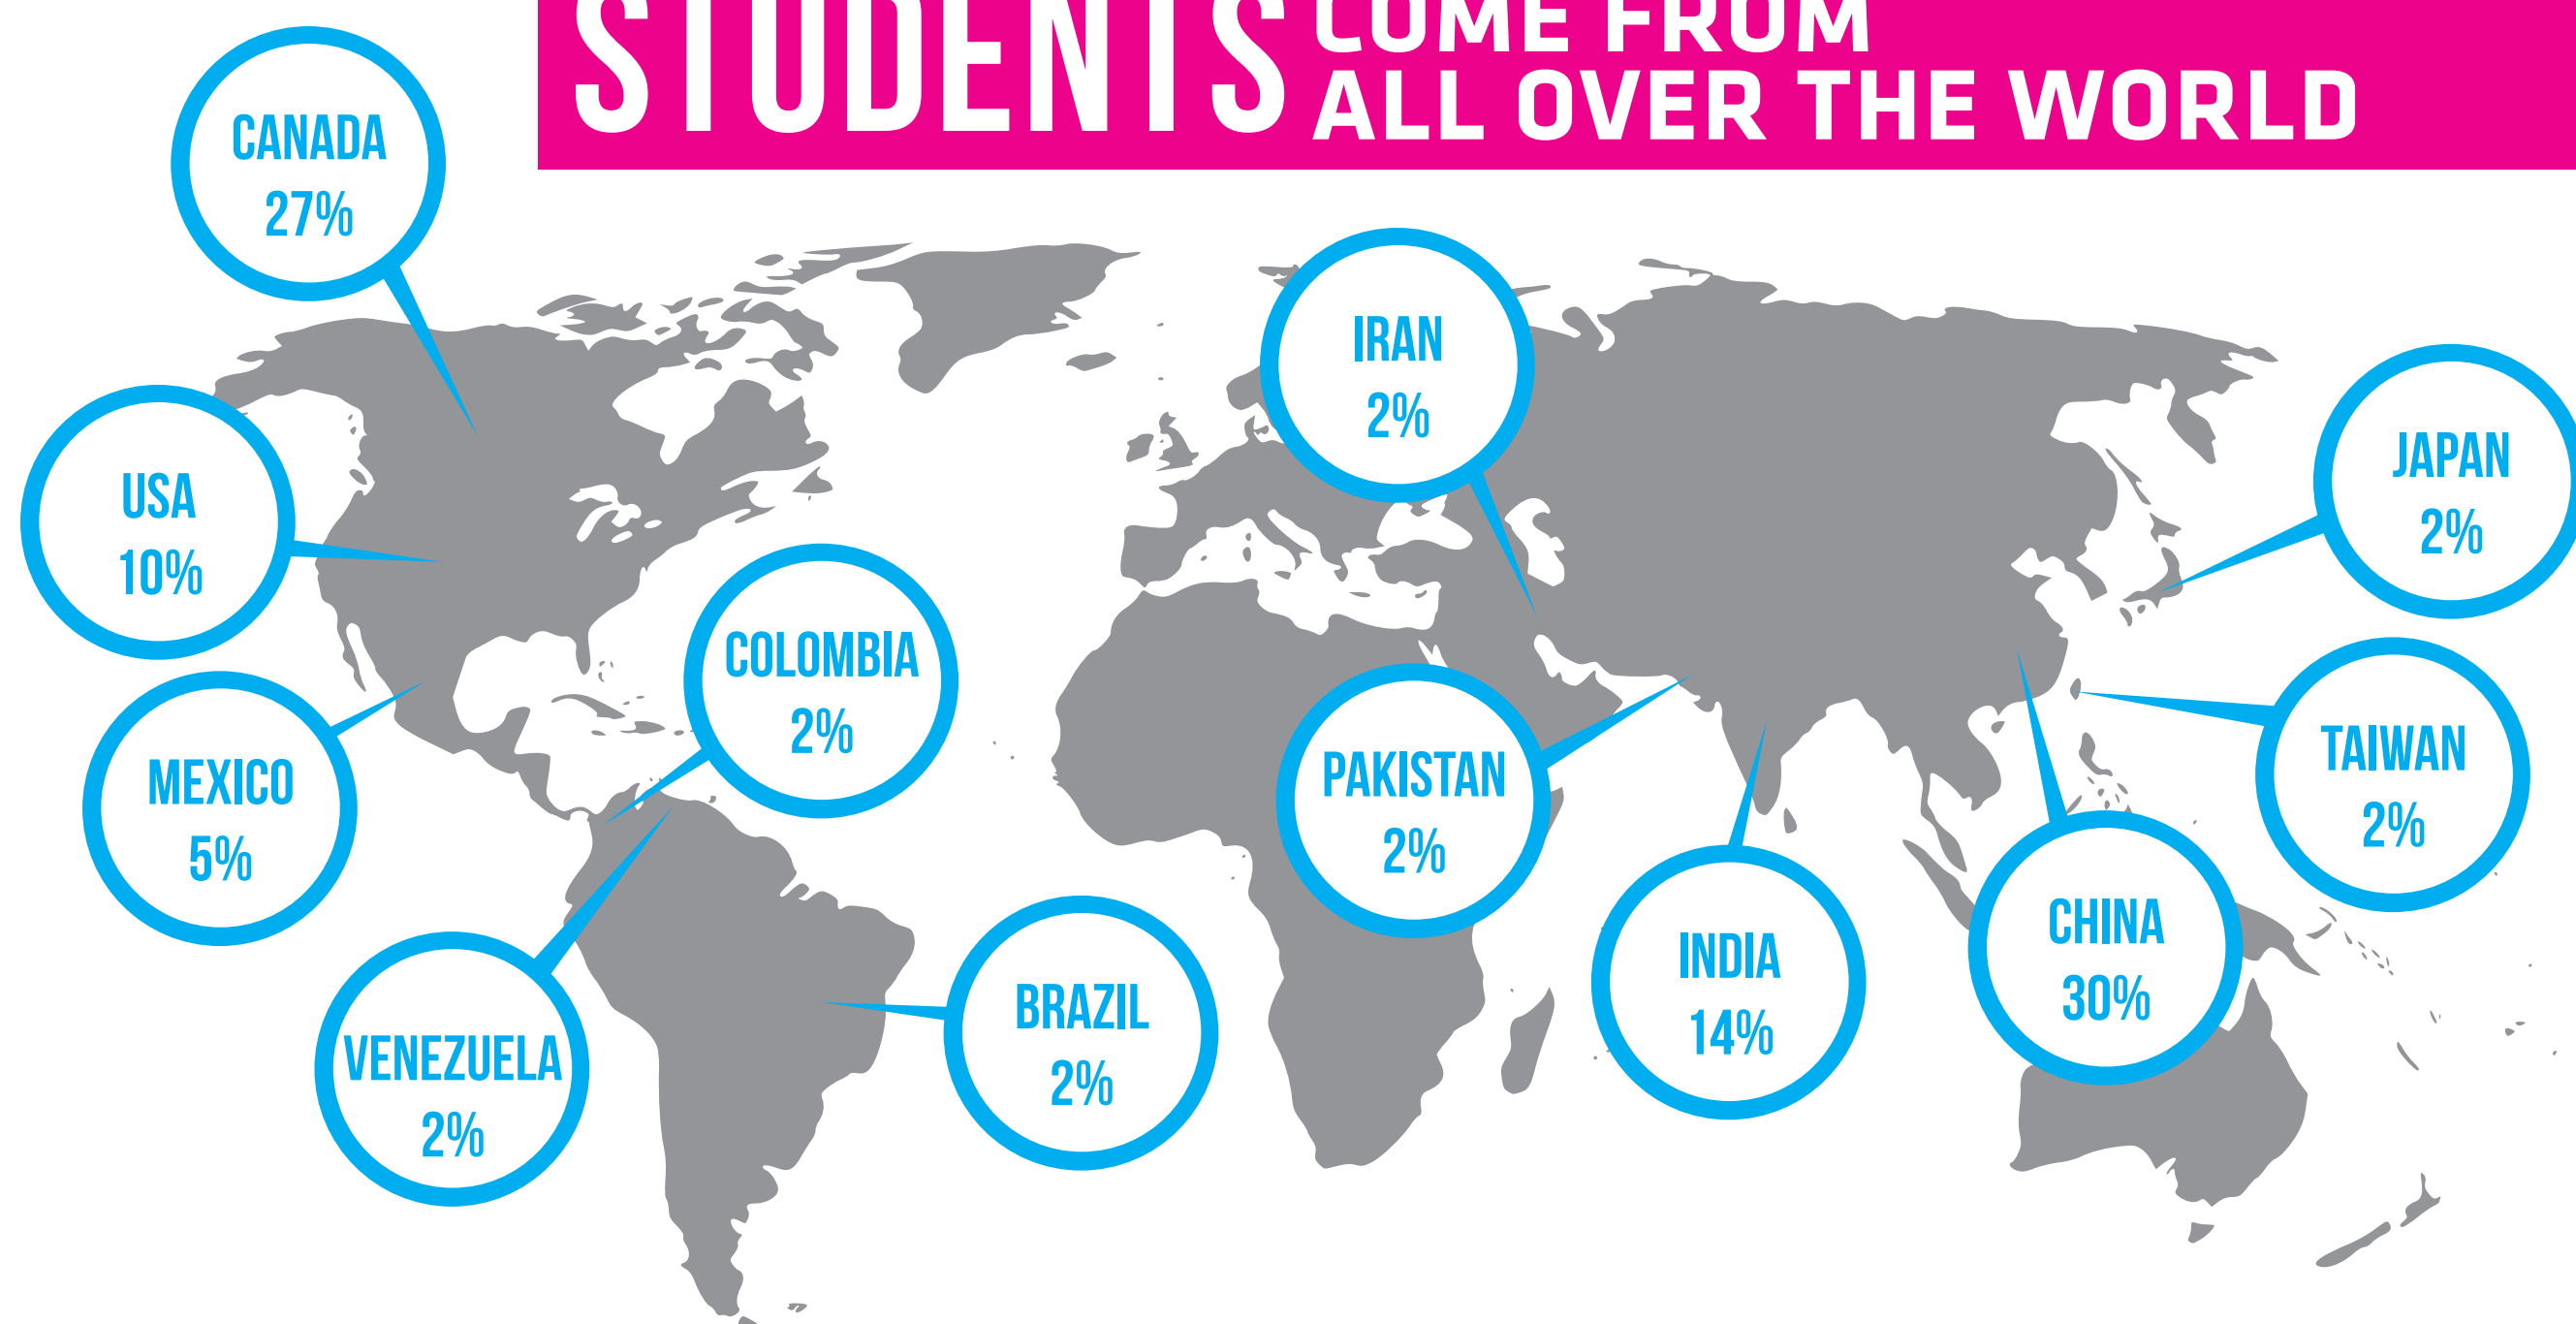 STUDENTS COME FROM
ALL OVER THE WORLD
CANADA
27%
IRAN
2%
JAPAN
2%
USA
10%
COLOMBIA
2%
TAIWAN
2%
PAKISTAN
2%
MEXICO
5%
CHINA
30%
INDIA
14%
BRAZIL
2%
VENEZUELA
2%